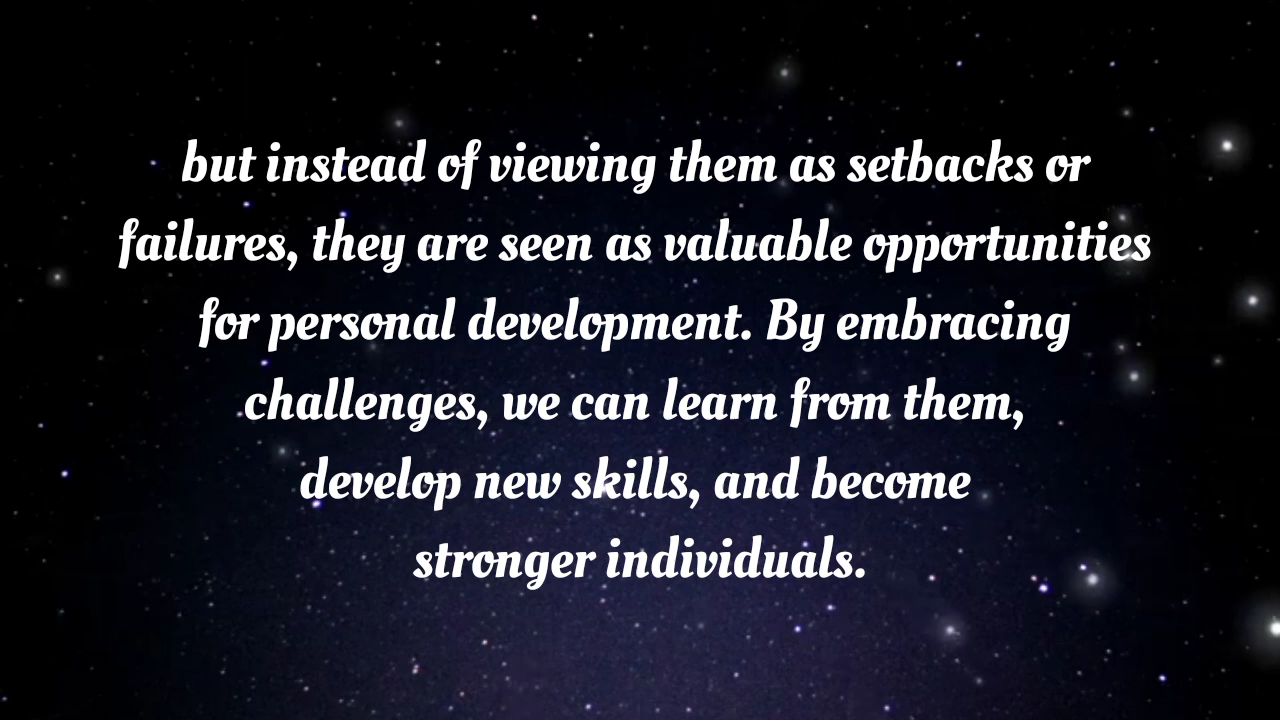 but instead of viewing them as setbacks or
failures, they are seen as valuable opportunities
for personal development. By embracing
challenges, we can learn from them,
develop new skills, and become
stronger individuals.